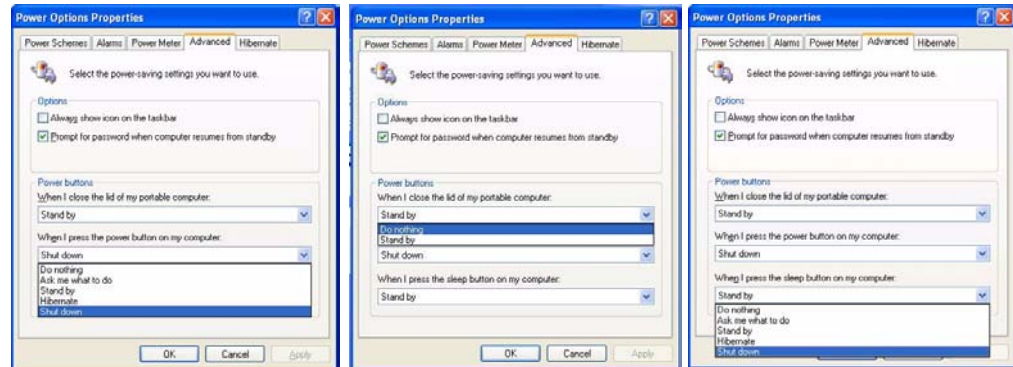 Power Options Properties
Power Schemes Alarms Power Meter Advanced Hibernate
Select the power-saving settings you want to use.
Options
Always show icon on the taskbar
Prompt for password when computer resumes from standby
Power buttons
When I close the lid of my portable computer:
Stand by
When I press the power button on my computer:
Shut down
Do nothing
Ask me what to do
Stand by
Hibernate
Shut down
OK Cancel Apply
Power Options Properties
Power Schemes Alarms Power Meter Advanced Hibernate
Select the power-saving settings you want to use.
Options
Always show icon on the taskbar
Prompt for password when computer resumes from standby
Power buttons
When I close the lid of my portable computer:
Stand by
Do nothing
Stand by
Shut down
When I press the sleep button on my computer:
Stand by
OK Cancel Apply
Power Options Properties
Power Schemes Alarms Power Meter Advanced Hibernate
Select the power-saving settings you want to use.
Options
Always show icon on the taskbar
Prompt for password when computer resumes from standby
Power buttons
When I close the lid of my portable computer:
Stand by
When I press the power button on my computer:
Shut down
When I press the sleep button on my computer:
Stand by
Do nothing
Ask me what to do
Stand by
Hibernate
Shut down